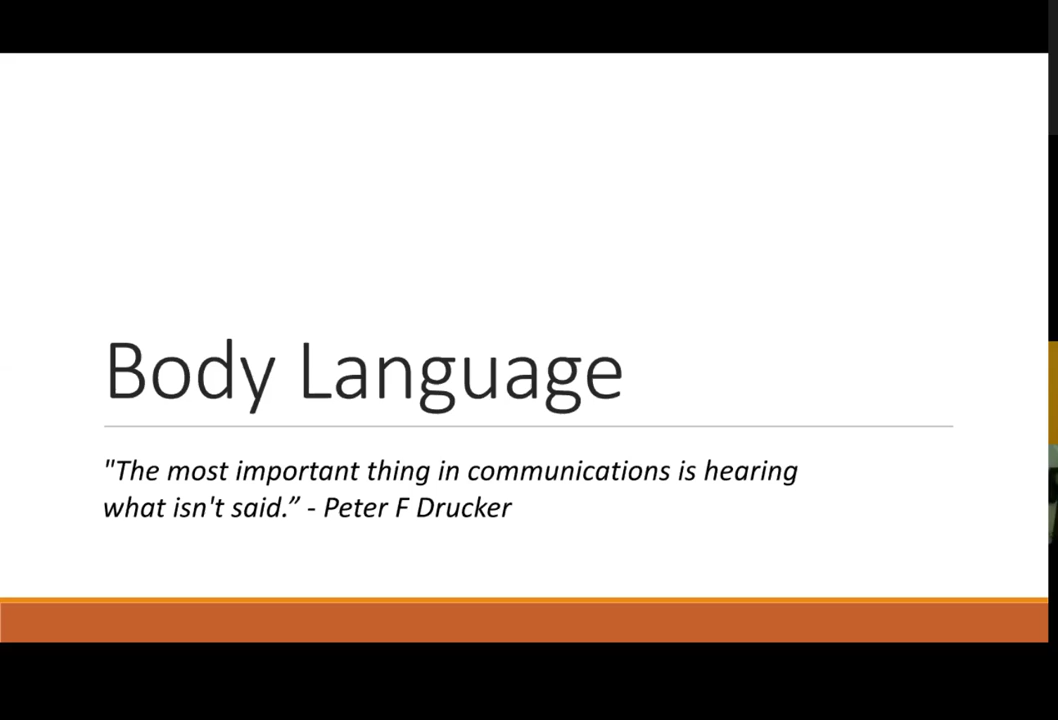 Body Language
"The most important thing in communications is hearing
what isn't said.” - Peter F Drucker